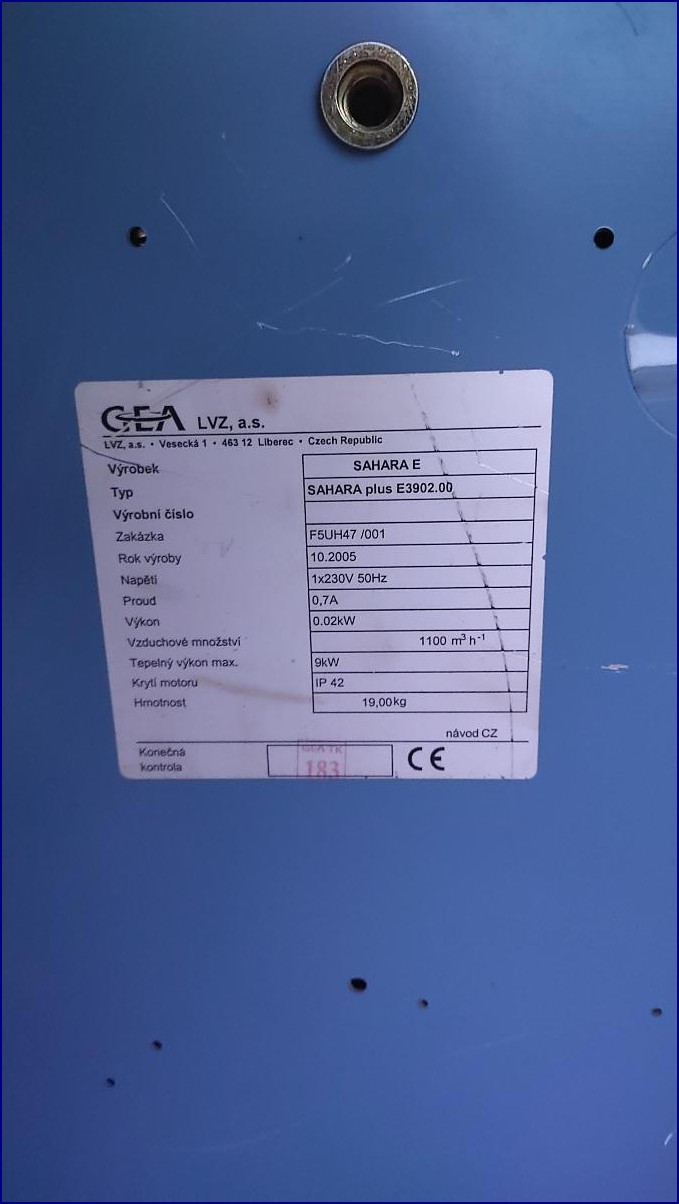 GEA LVZ, a.s.
LVZ, a.s. • Vesecká 1 • 463 12 Liberec • Czech Republic
Výrobek SAHARA E
Typ SAHARA plus E3902.00
Výrobní číslo
Zakázka F5UH47 /001
Rok výroby 10.2005
Napětí 1x230V 50Hz
Proud 0,7A
Výkon 0.02kW
Vzduchové množství 1100 m³ h⁻¹
Tepelný výkon max. 9kW
Krytí motoru IP 42
Hmotnost 19,00kg
návod CZ
Konečná
kontrola
GEA TK
183
CE